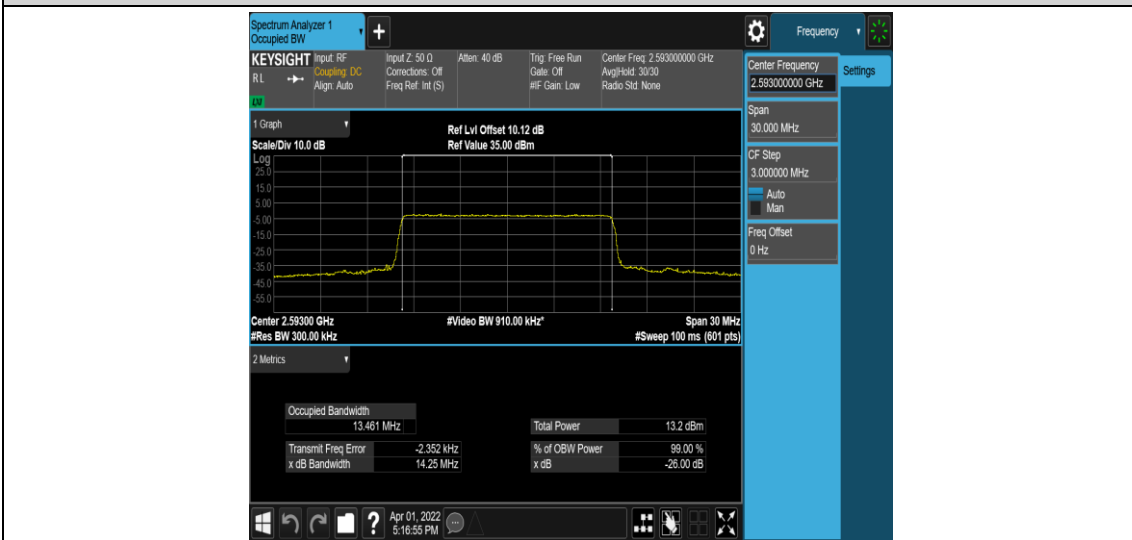 Spectrum Analyzer 1
Occupied BW
+
Frequency
KEYSIGHT
RL
LXI
Input: RF
Coupling: DC
Align: Auto
Input Z: 50 Ω
Corrections: Off
Freq Ref: Int (S)
Atten: 40 dB
Trig: Free Run
Gate: Off
#IF Gain: Low
Center Freq: 2.593000000 GHz
Avg|Hold: 30/30
Radio Std: None
Center Frequency
2.593000000 GHz
Settings
Span
30.000 MHz
CF Step
3.000000 MHz
Auto
Man
Freq Offset
0 Hz
1 Graph
Scale/Div 10.0 dB
Ref Lvl Offset 10.12 dB
Ref Value 35.00 dBm
Log
25.0
15.0
5.00
-5.00
-15.0
-25.0
-35.0
-45.0
-55.0
Center 2.59300 GHz
#Res BW 300.00 kHz
#Video BW 910.00 kHz*
Span 30 MHz
#Sweep 100 ms (601 pts)
2 Metrics
Occupied Bandwidth
13.461 MHz
Total Power 13.2 dBm
Transmit Freq Error -2.352 kHz
% of OBW Power 99.00 %
x dB Bandwidth 14.25 MHz
x dB -26.00 dB
?
Apr 01, 2022
5:16:55 PM